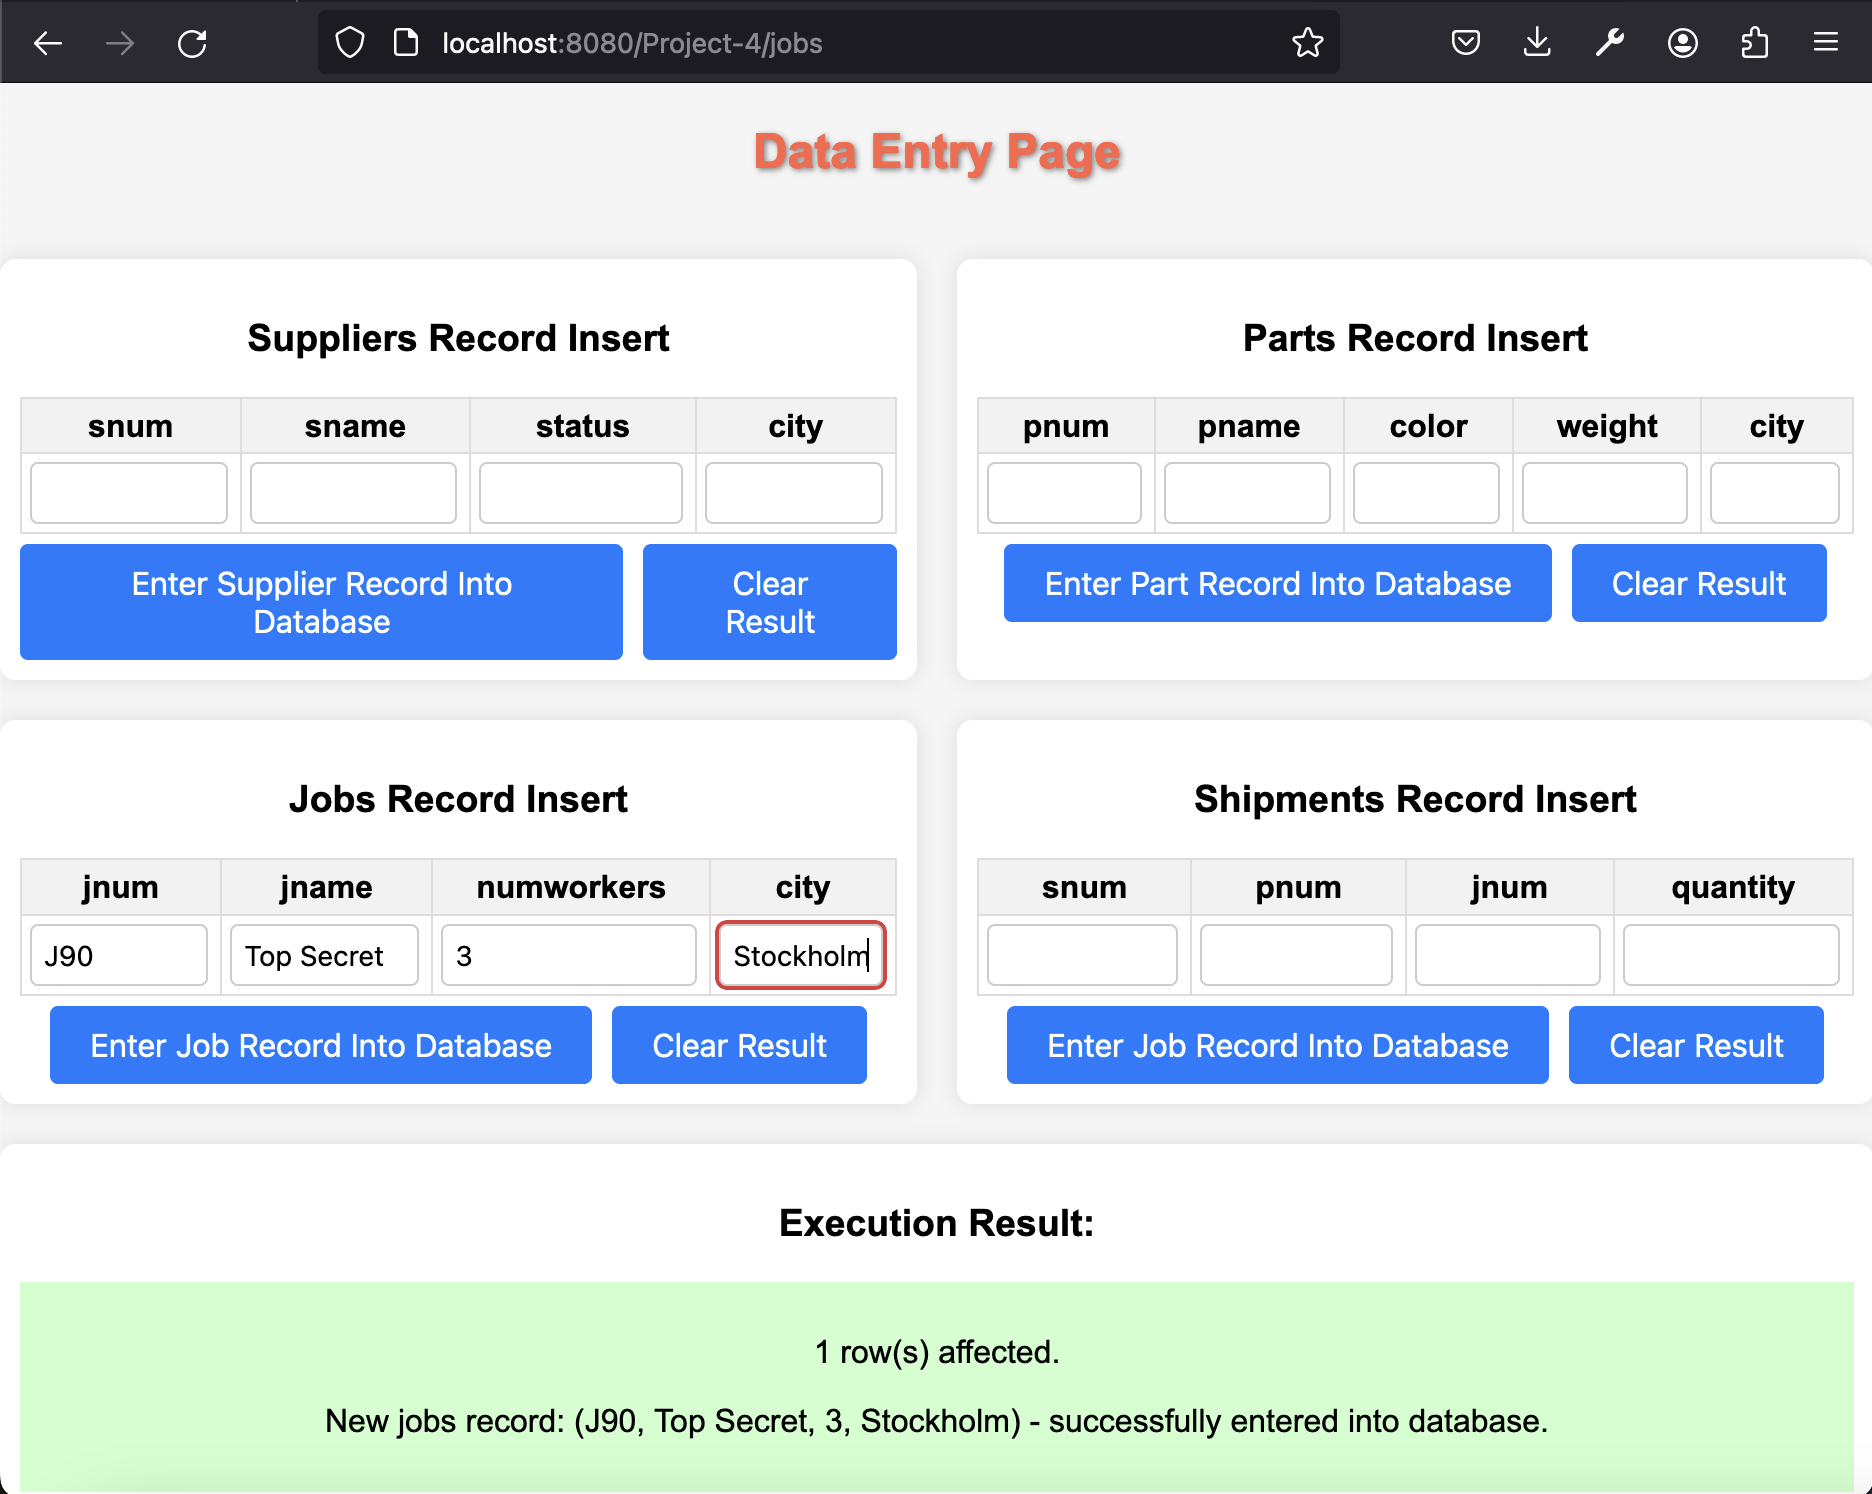 localhost:8080/Project-4/jobs
Data Entry Page
Suppliers Record Insert
snum sname status city
Enter Supplier Record Into
Database
Clear
Result
Parts Record Insert
pnum pname color weight city
Enter Part Record Into Database Clear Result
Jobs Record Insert
jnum jname numworkers city
J90 Top Secret 3 Stockholm
Enter Job Record Into Database Clear Result
Shipments Record Insert
snum pnum jnum quantity
Enter Job Record Into Database Clear Result
Execution Result:
1 row(s) affected.
New jobs record: (J90, Top Secret, 3, Stockholm) - successfully entered into database.